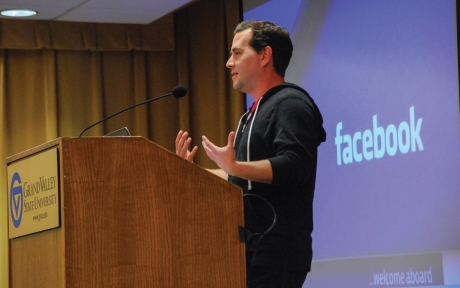 GRAND VALLEY
STATE UNIVERSITY
facebook
..welcome aboard